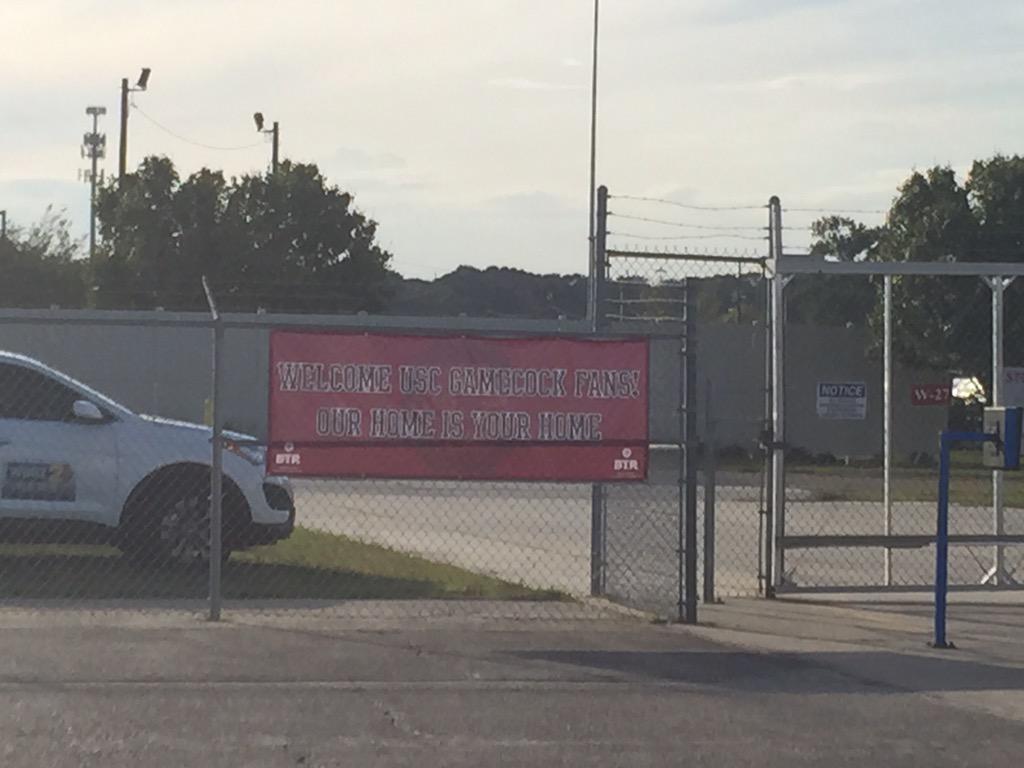 WELCOME USC GAMECOCK FANS!
OUR HOME IS YOUR HOME
BTR
BTR
NOTICE
W-27